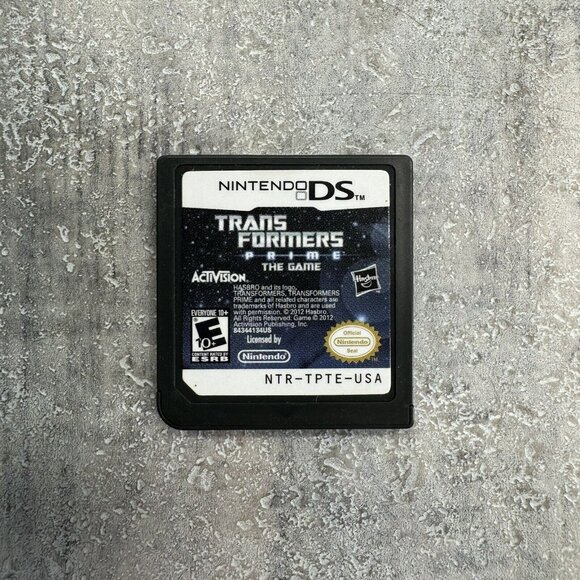 NINTENDO DS™
TRANS
FORMERS
PRIME
THE GAME
ACTIVISION.
HASBRO and its logo,
TRANSFORMERS, TRANSFORMERS
PRIME and all related characters are
trademarks of Hasbro and are used
with permission. © 2012 Hasbro.
All Rights Reserved. Game © 2012
Activision Publishing, Inc.
84344134US
Hasbro
EVERYONE 10+
E
10+
CONTENT RATED BY
ESRB
Licensed by
Nintendo
Official
Nintendo
Seal
NTR-TPTE-USA